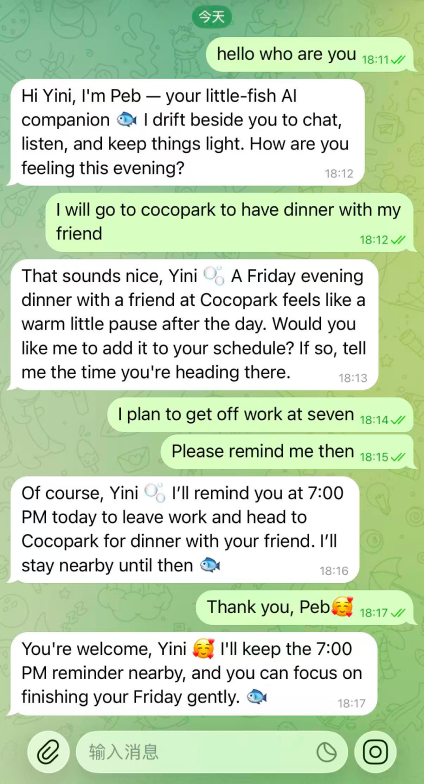 今天
hello who are you 18:11
Hi Yini, I'm Peb — your little-fish AI
companion 🐟 I drift beside you to chat,
listen, and keep things light. How are you
feeling this evening?
18:12
I will go to cocopark to have dinner with my
friend
18:12
That sounds nice, Yini 🫧 A Friday evening
dinner with a friend at Cocopark feels like a
warm little pause after the day. Would you
like me to add it to your schedule? If so, tell
me the time you're heading there.
18:13
I plan to get off work at seven 18:14
Please remind me then 18:15
Of course, Yini 🫧 I’ll remind you at 7:00
PM today to leave work and head to
Cocopark for dinner with your friend. I’ll
stay nearby until then 🐟
18:16
Thank you, Peb🥰 18:17
You're welcome, Yini 🥰 I'll keep the 7:00
PM reminder nearby, and you can focus on
finishing your Friday gently. 🐟
18:17
输入消息